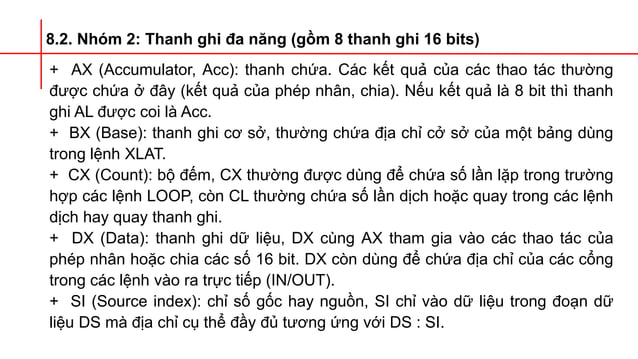 8.2. Nhóm 2: Thanh ghi đa năng (gồm 8 thanh ghi 16 bits)
+ AX (Accumulator, Acc): thanh chứa. Các kết quả của các thao tác thường
được chứa ở đây (kết quả của phép nhân, chia). Nếu kết quả là 8 bit thì thanh
ghi AL được coi là Acc.
+ BX (Base): thanh ghi cơ sở, thường chứa địa chỉ cở sở của một bảng dùng
trong lệnh XLAT.
+ CX (Count): bộ đếm, CX thường được dùng để chứa số lần lặp trong trường
hợp các lệnh LOOP, còn CL thường chứa số lần dịch hoặc quay trong các lệnh
dịch hay quay thanh ghi.
+ DX (Data): thanh ghi dữ liệu, DX cùng AX tham gia vào các thao tác của
phép nhân hoặc chia các số 16 bit. DX còn dùng để chứa địa chỉ của các cổng
trong các lệnh vào ra trực tiếp (IN/OUT).
+ SI (Source index): chỉ số gốc hay nguồn, SI chỉ vào dữ liệu trong đoạn dữ
liệu DS mà địa chỉ cụ thể đầy đủ tương ứng với DS : SI.